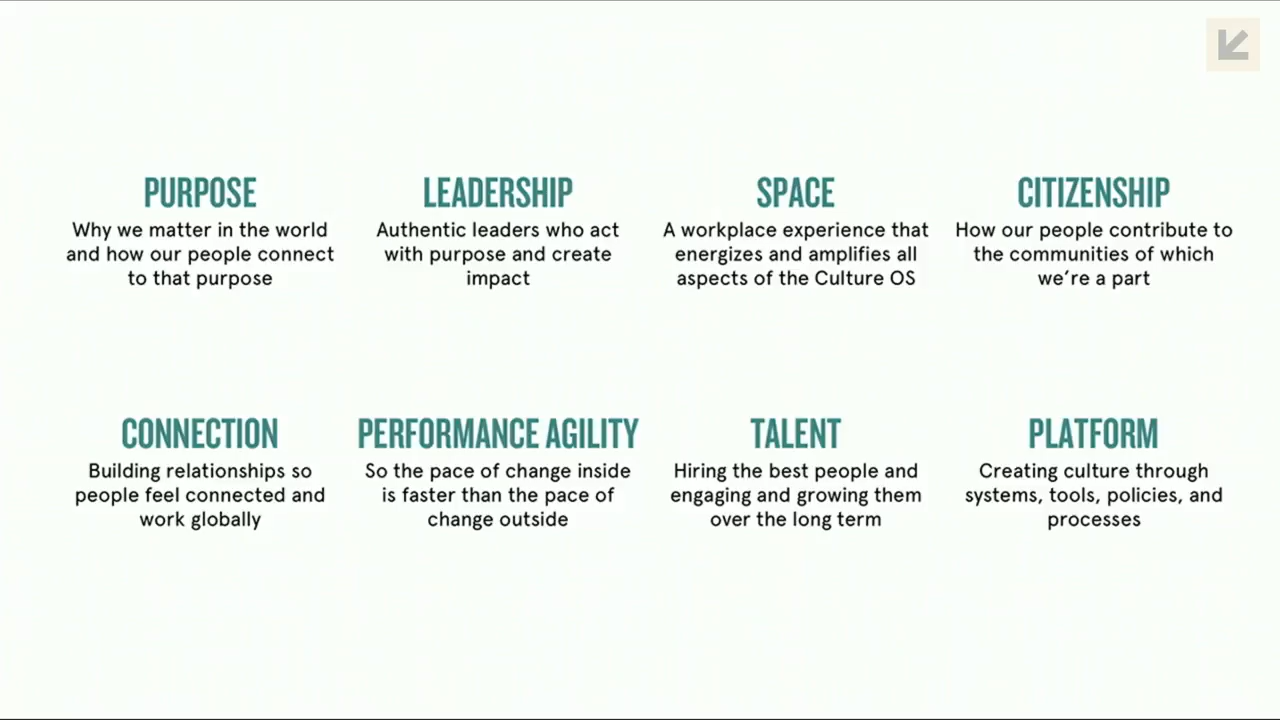 PURPOSE
Why we matter in the world
and how our people connect
to that purpose
LEADERSHIP
Authentic leaders who act
with purpose and create
impact
SPACE
A workplace experience that
energizes and amplifies all
aspects of the Culture OS
CITIZENSHIP
How our people contribute to
the communities of which
we’re a part
CONNECTION
Building relationships so
people feel connected and
work globally
PERFORMANCE AGILITY
So the pace of change inside
is faster than the pace of
change outside
TALENT
Hiring the best people and
engaging and growing them
over the long term
PLATFORM
Creating culture through
systems, tools, policies, and
processes